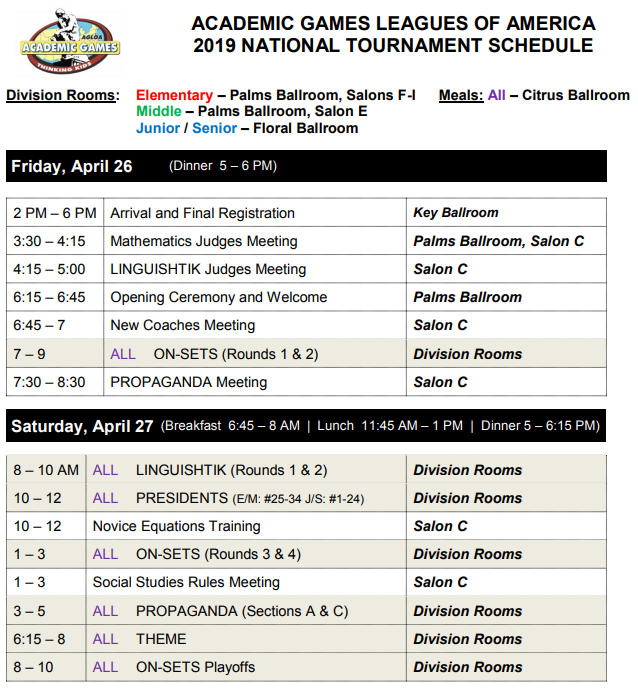 AGLOA
ACADEMIC GAMES
THINKING KIDS
ACADEMIC GAMES LEAGUES OF AMERICA
2019 NATIONAL TOURNAMENT SCHEDULE
Division Rooms: Elementary – Palms Ballroom, Salons F-I Meals: All – Citrus Ballroom
Middle – Palms Ballroom, Salon E
Junior / Senior – Floral Ballroom
Friday, April 26 (Dinner 5 – 6 PM)
2 PM – 6 PM Arrival and Final Registration Key Ballroom
3:30 – 4:15 Mathematics Judges Meeting Palms Ballroom, Salon C
4:15 – 5:00 LINGUISHTIK Judges Meeting Salon C
6:15 – 6:45 Opening Ceremony and Welcome Palms Ballroom
6:45 – 7 New Coaches Meeting Salon C
7 – 9 ALL ON-SETS (Rounds 1 & 2) Division Rooms
7:30 – 8:30 PROPAGANDA Meeting Salon C
Saturday, April 27 (Breakfast 6:45 – 8 AM | Lunch 11:45 AM – 1 PM | Dinner 5 – 6:15 PM)
8 – 10 AM ALL LINGUISHTIK (Rounds 1 & 2) Division Rooms
10 – 12 ALL PRESIDENTS (E/M: #25-34 J/S: #1-24) Division Rooms
10 – 12 Novice Equations Training Salon C
1 – 3 ALL ON-SETS (Rounds 3 & 4) Division Rooms
1 – 3 Social Studies Rules Meeting Salon C
3 – 5 ALL PROPAGANDA (Sections A & C) Division Rooms
6:15 – 8 ALL THEME Division Rooms
8 – 10 ALL ON-SETS Playoffs Division Rooms